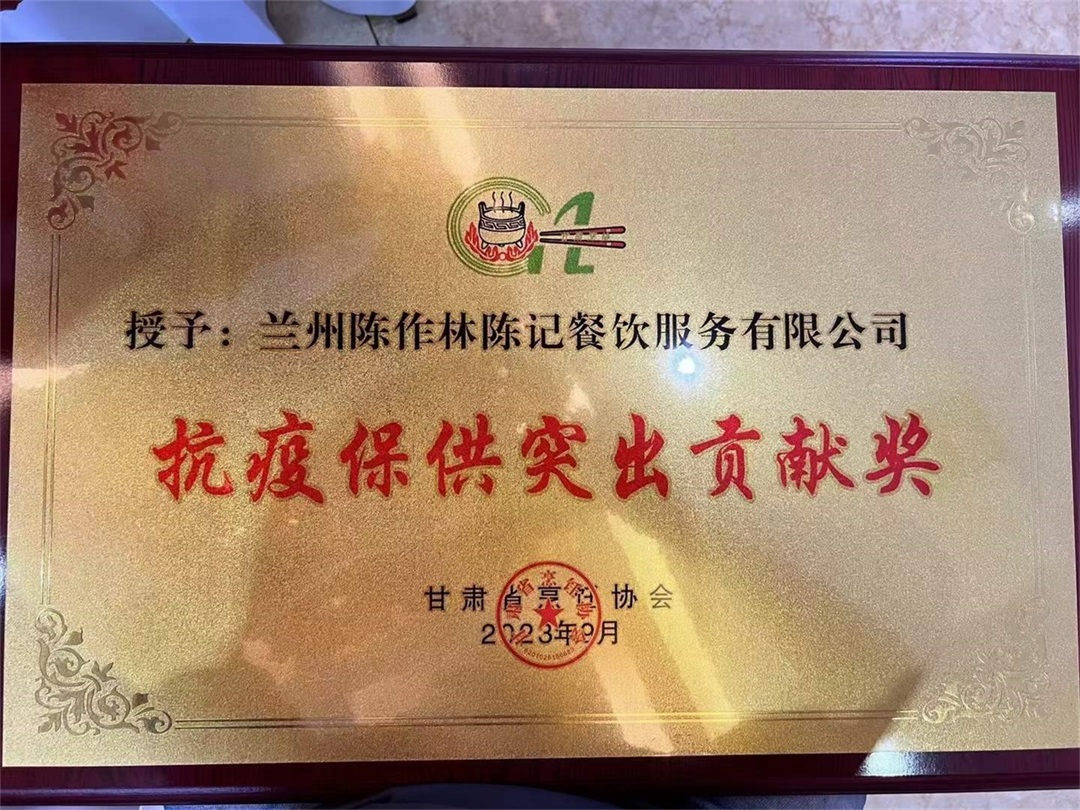 授予：兰州陈作林陈记餐饮服务有限公司
抗疫保供突出贡献奖
甘肃省烹饪协会
2023年9月